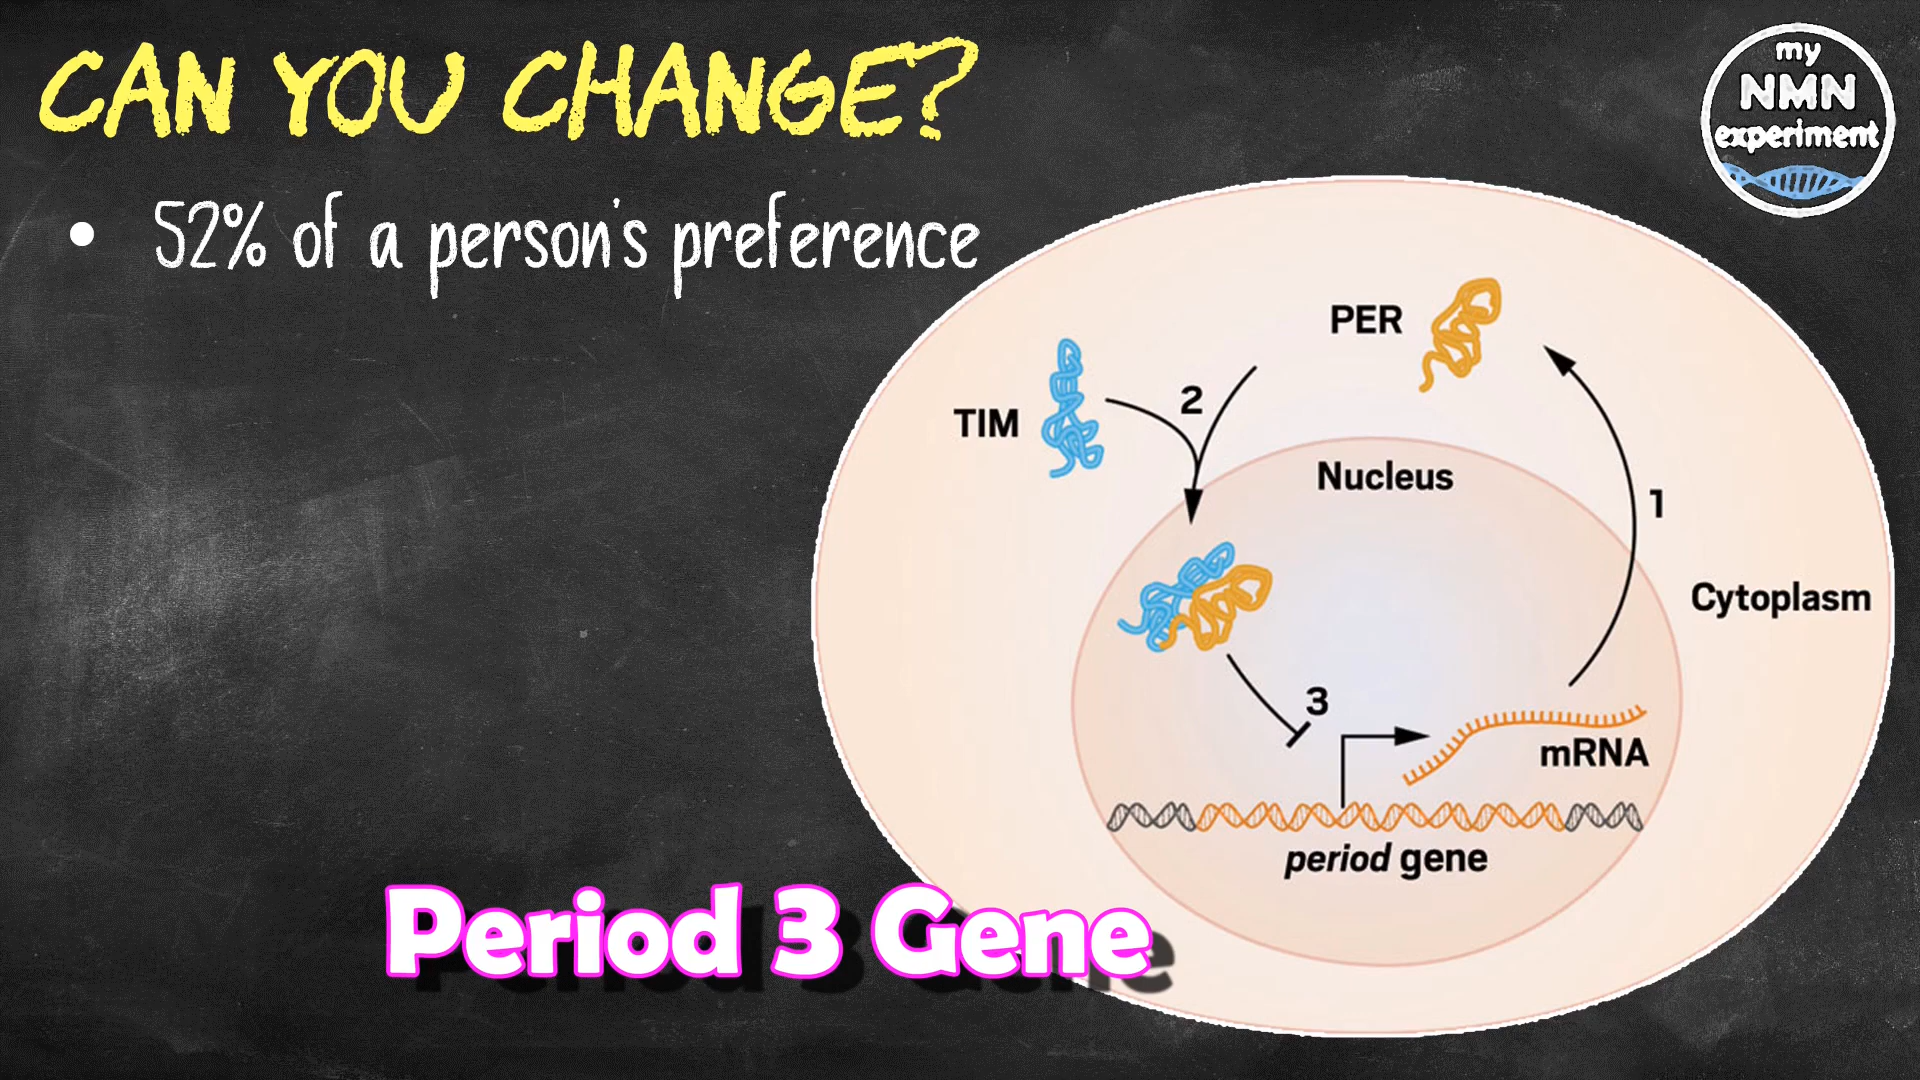 CAN YOU CHANGE?
my
NMN
experiment
• 52% of a person's preference
PER
TIM
2
Nucleus
1
Cytoplasm
3
mRNA
period gene
Period 3 Gene